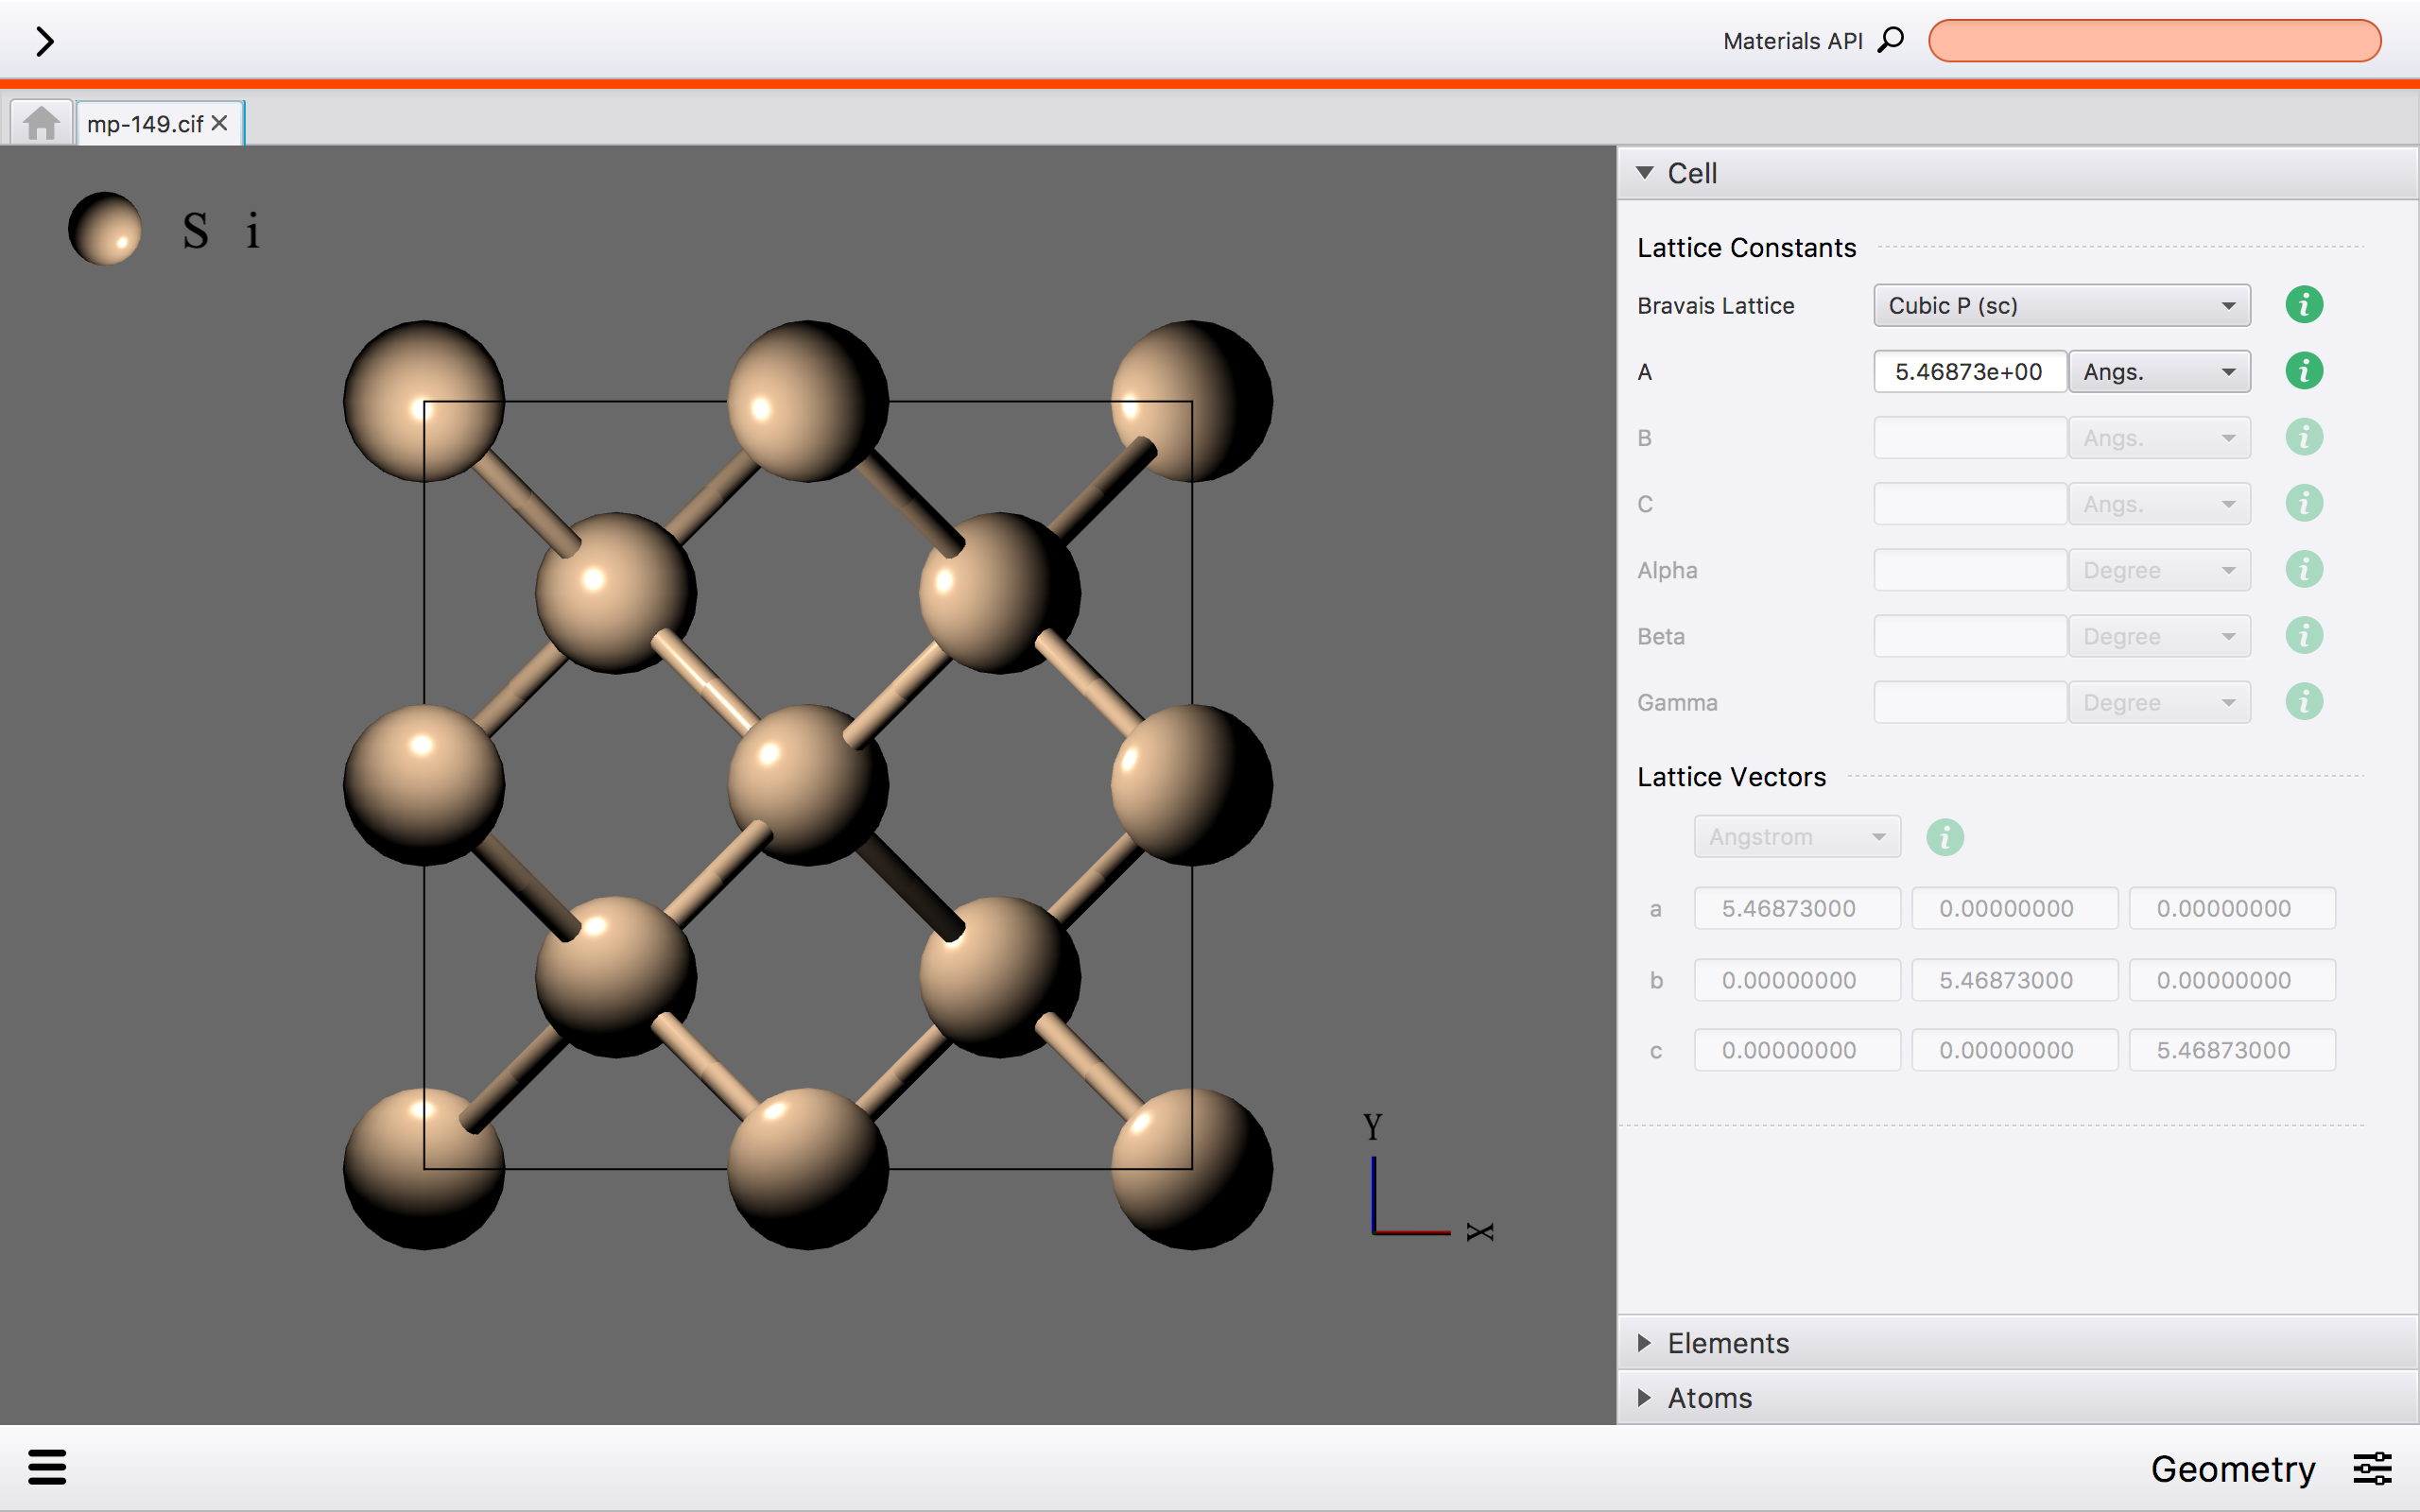 Materials API
mp-149.cif
S i
Cell
Lattice Constants
Bravais Lattice Cubic P (sc)
A 5.46873e+00 Angs.
B Angs.
C Angs.
Alpha Degree
Beta Degree
Gamma Degree
Lattice Vectors
Angstrom
a 5.46873000 0.00000000 0.00000000
b 0.00000000 5.46873000 0.00000000
c 0.00000000 0.00000000 5.46873000
Y
X
Elements
Atoms
Geometry